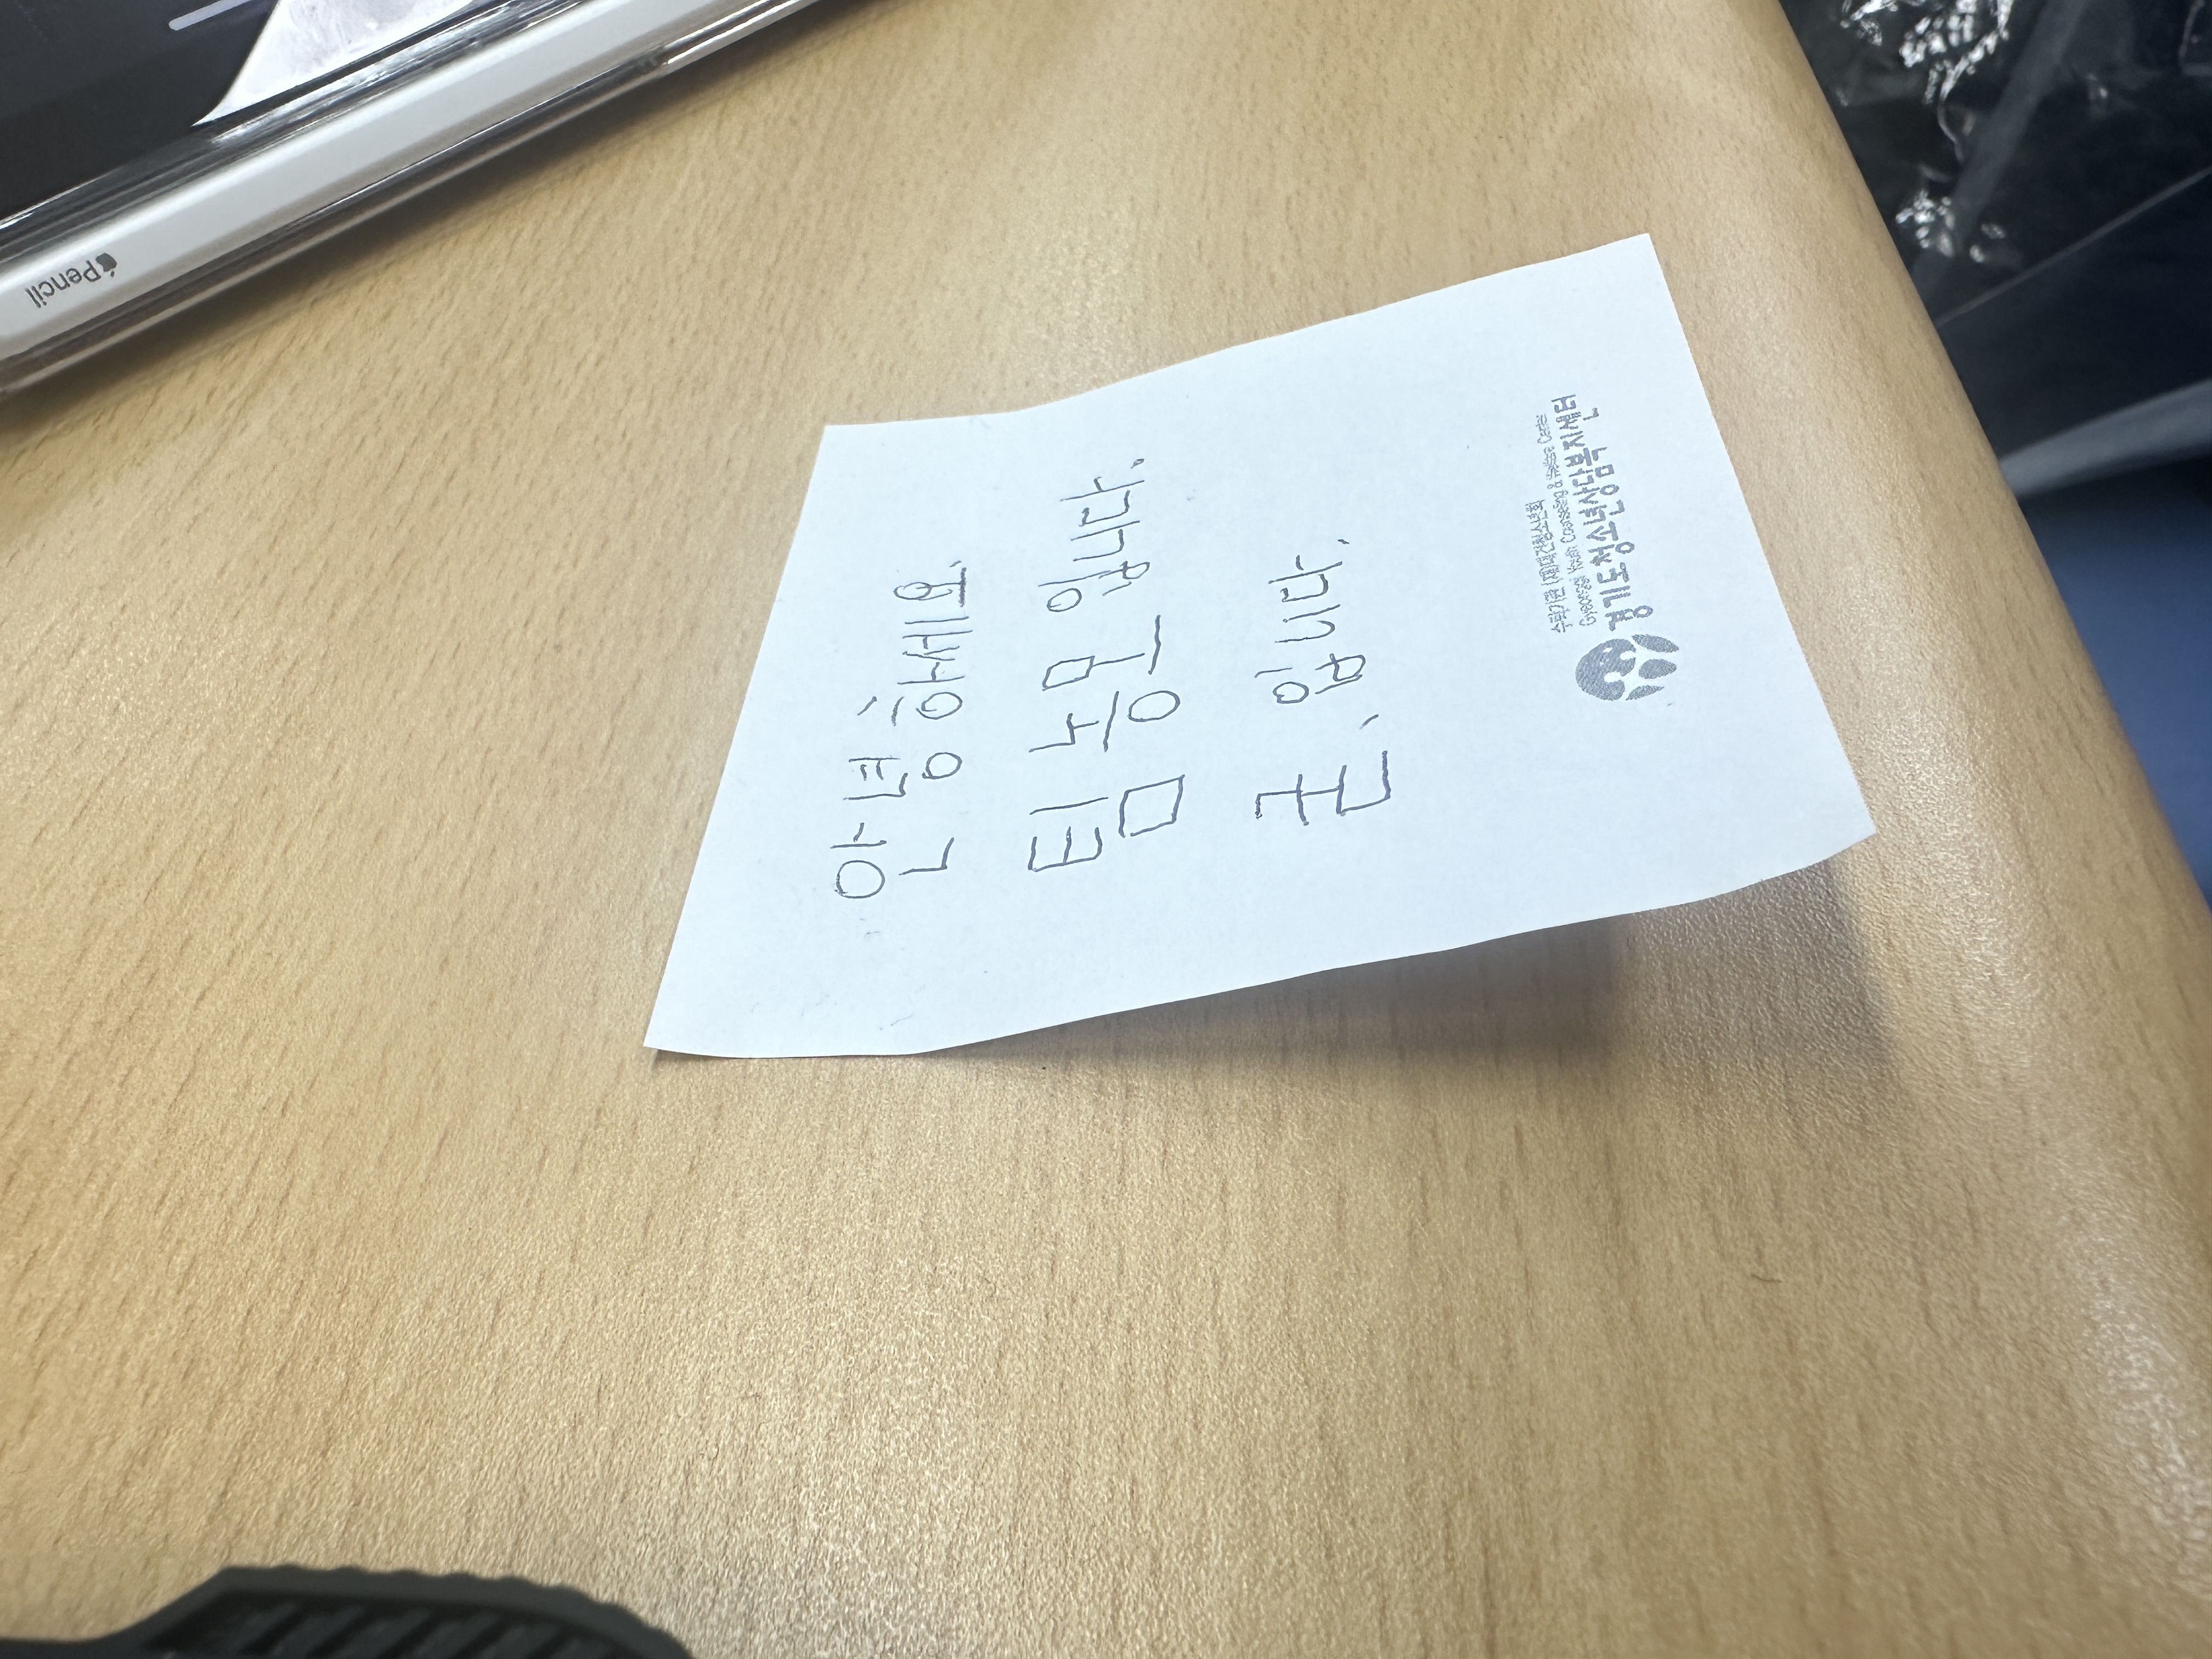 Pencil
안녕하세요.
팀 능모 입니다.
굳, 입니다.
수탁기관 (재)대건청소년회
Gyeonggi Youth Counseling & Welfare Center
경기도청소년상담복지센터